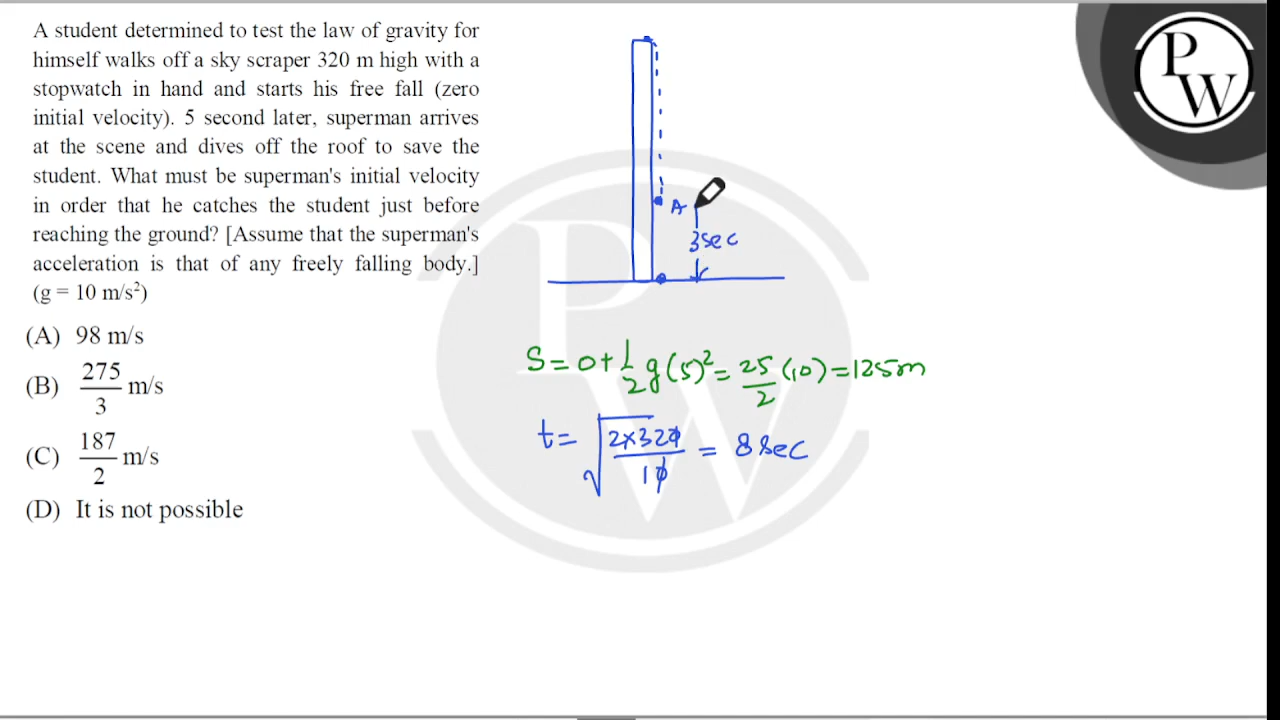 A student determined to test the law of gravity for
himself walks off a sky scraper 320 m high with a
stopwatch in hand and starts his free fall (zero
initial velocity). 5 second later, superman arrives
at the scene and dives off the roof to save the
student. What must be superman's initial velocity
in order that he catches the student just before
reaching the ground? [Assume that the superman's
acceleration is that of any freely falling body.]
(g = 10 m/s²)
(A) 98 m/s
(B) 275/3 m/s
(C) 187/2 m/s
(D) It is not possible
PW
A
3sec
S = 0 + 1/2 g(5)² = 25/2 (10) = 125m
t = √(2×320/10) = 8 sec
PW